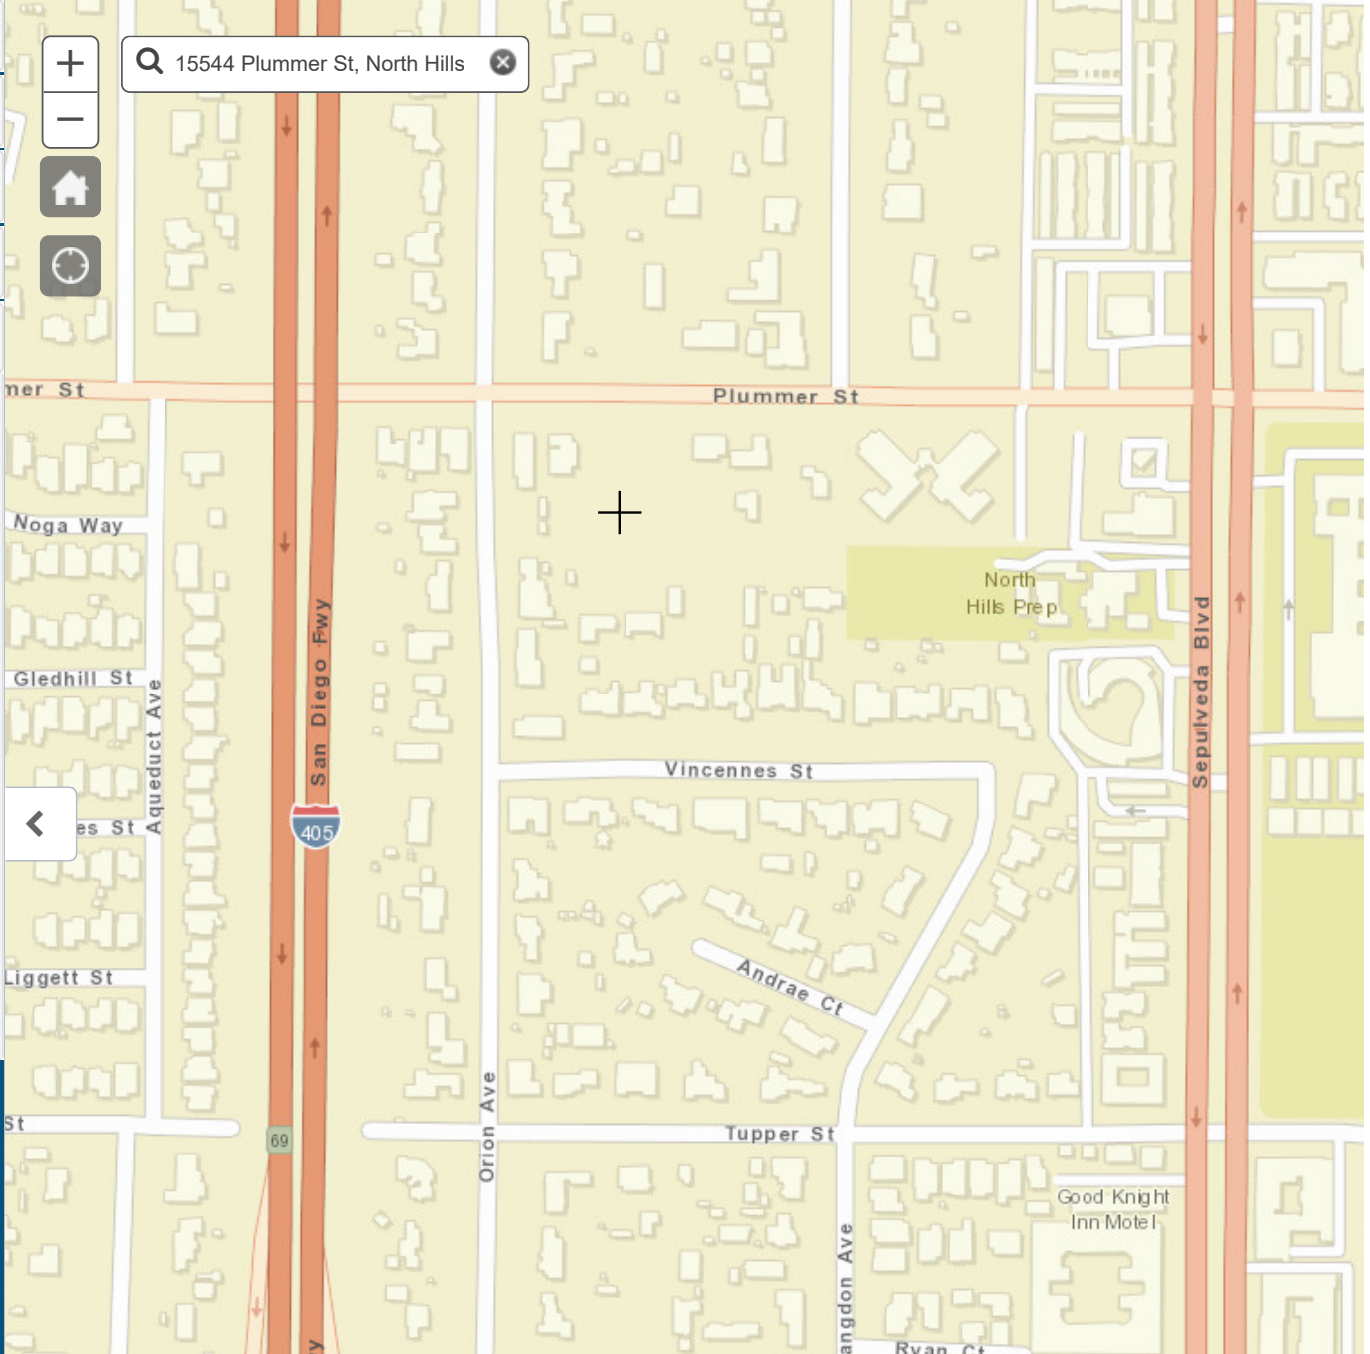 +
15544 Plummer St, North Hills
−
mer St
Plummer St
Noga Way
North
Hills Prep
Gledhill St
Aqueduct Ave
San Diego Fwy
Sepulveda Blvd
Vincennes St
405
es St
Liggett St
Andrae Ct
Orion Ave
St
69
Tupper St
Good Knight
Inn Motel
angdon Ave
Ryan Ct
y